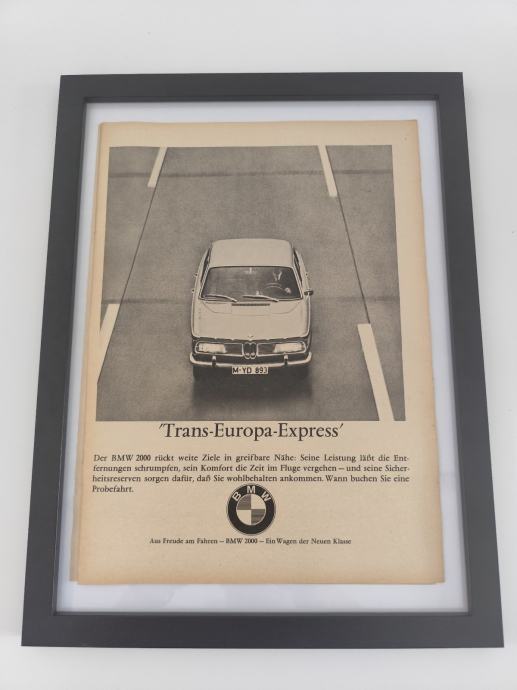 M-YD 893
'Trans-Europa-Express'
Der BMW 2000 rückt weite Ziele in greifbare Nähe: Seine Leistung läßt die Ent-
fernungen schrumpfen, sein Komfort die Zeit im Fluge vergehen – und seine Sicher-
heitsreserven sorgen dafür, daß Sie wohlbehalten ankommen. Wann buchen Sie eine
Probefahrt.
BMW
Aus Freude am Fahren – BMW 2000 – Ein Wagen der Neuen Klasse